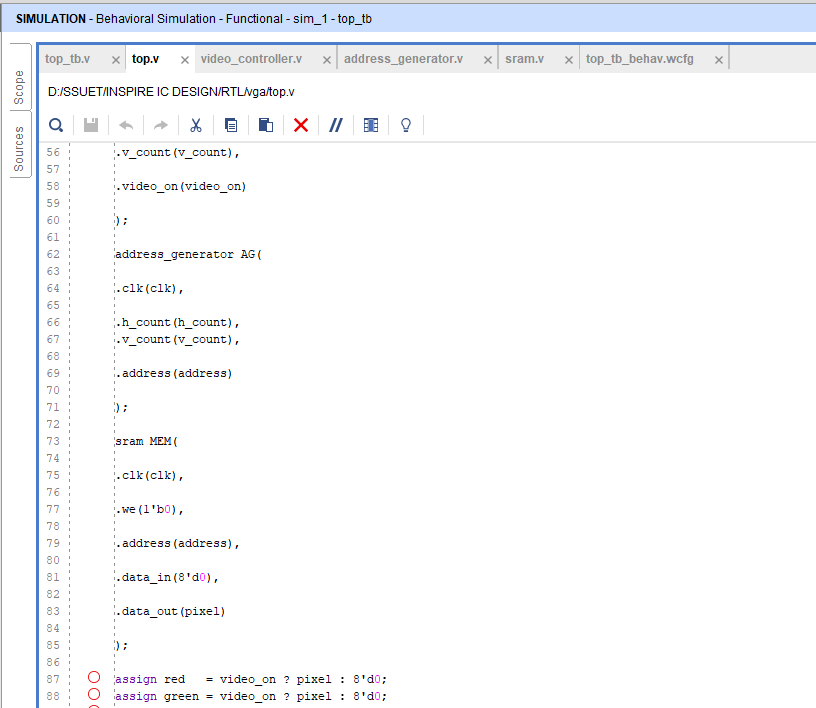 SIMULATION - Behavioral Simulation - Functional - sim_1 - top_tb
Scope
Sources
top_tb.v × top.v × video_controller.v × address_generator.v × sram.v × top_tb_behav.wcfg ×
D:/SSUET/INSPIRE IC DESIGN/RTL/vga/top.v
56 .v_count(v_count),
57
58 .video_on(video_on)
59
60 );
61
62 address_generator AG(
63
64 .clk(clk),
65
66 .h_count(h_count),
67 .v_count(v_count),
68
69 .address(address)
70
71 );
72
73 sram MEM(
74
75 .clk(clk),
76
77 .we(1'b0),
78
79 .address(address),
80
81 .data_in(8'd0),
82
83 .data_out(pixel)
84
85 );
86
87 assign red   = video_on ? pixel : 8'd0;
88 assign green = video_on ? pixel : 8'd0;